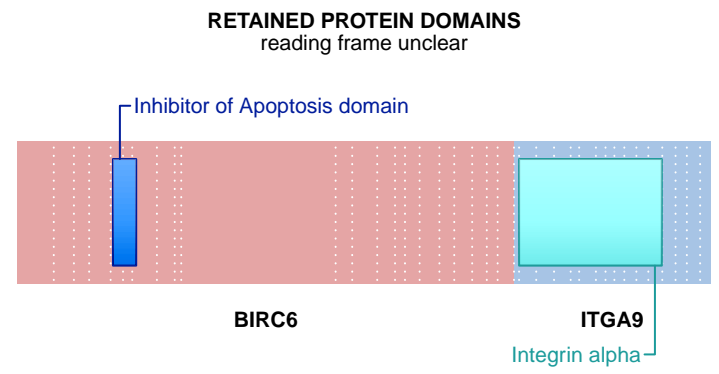 RETAINED PROTEIN DOMAINS
reading frame unclear
Inhibitor of Apoptosis domain
BIRC6
ITGA9
Integrin alpha